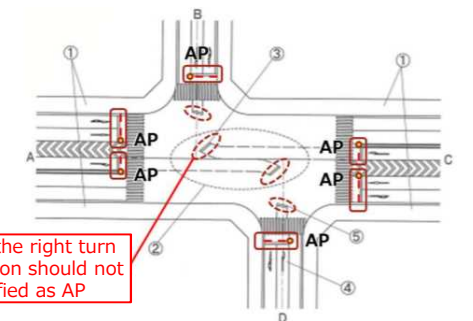 B
① AP ③ ①
AP AP
A C
AP AP
the right turn
on should not
fied as AP
② AP ⑤
④
D